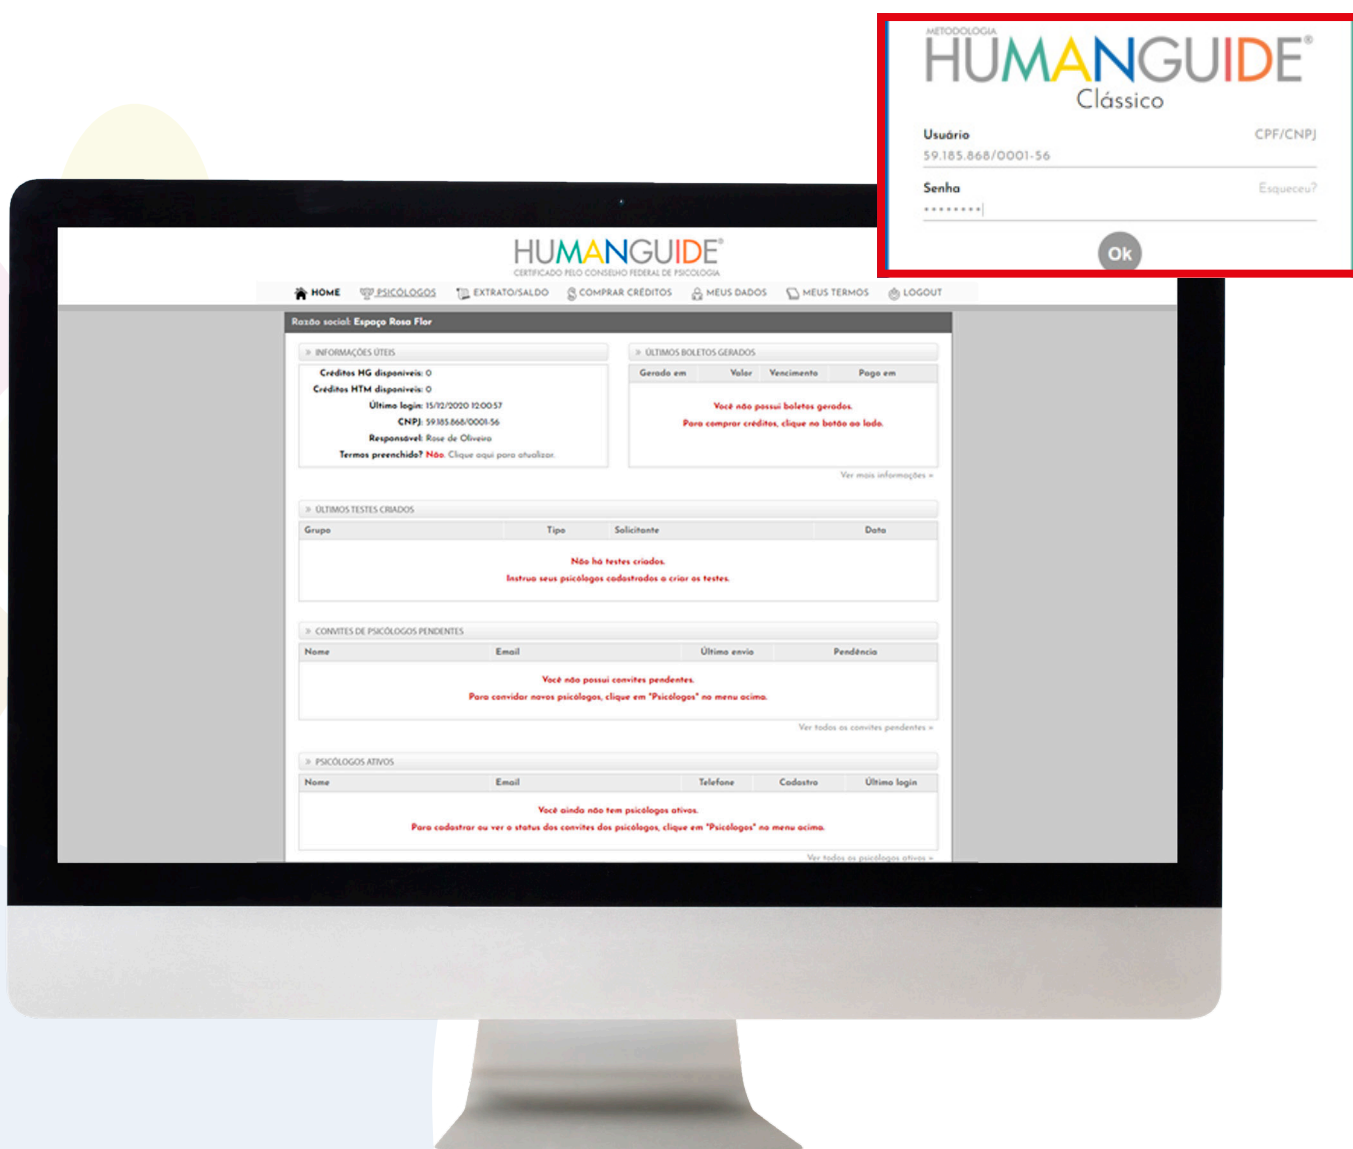 METODOLOGIA
HUMANGUIDE®
Clássico
Usuário CPF/CNPJ
59.185.868/0001-56
Senha Esqueceu?
••••••••
Ok
HUMANGUIDE®
CERTIFICADO PELO CONSELHO FEDERAL DE PSICOLOGIA
HOME PSICÓLOGOS EXTRATO/SALDO COMPRAR CRÉDITOS MEUS DADOS MEUS TERMOS LOGOUT
Razão social: Espaço Rosa Flor
» INFORMAÇÕES ÚTEIS
Créditos HG disponíveis: 0
Créditos HTM disponíveis: 0
Último login: 15/12/2020 12:00:57
CNPJ: 59.185.868/0001-56
Responsável: Rose de Oliveira
Termos preenchido? Não. Clique aqui para atualizar.
» ÚLTIMOS BOLETOS GERADOS
Gerado em Valor Vencimento Pago em
Você não possui boletos gerados.
Para comprar créditos, clique no botão ao lado.
Ver mais informações »
» ÚLTIMOS TESTES CRIADOS
Grupo Tipo Solicitante Data
Não há testes criados.
Instrua seus psicólogos cadastrados a criar os testes.
» CONVITES DE PSICÓLOGOS PENDENTES
Nome Email Último envio Pendência
Você não possui convites pendentes.
Para convidar novos psicólogos, clique em "Psicólogos" no menu acima.
Ver todos os convites pendentes »
» PSICÓLOGOS ATIVOS
Nome Email Telefone Cadastro Último login
Você ainda não tem psicólogos ativos.
Para cadastrar ou ver o status dos convites dos psicólogos, clique em "Psicólogos" no menu acima.
Ver todos os psicólogos ativos »